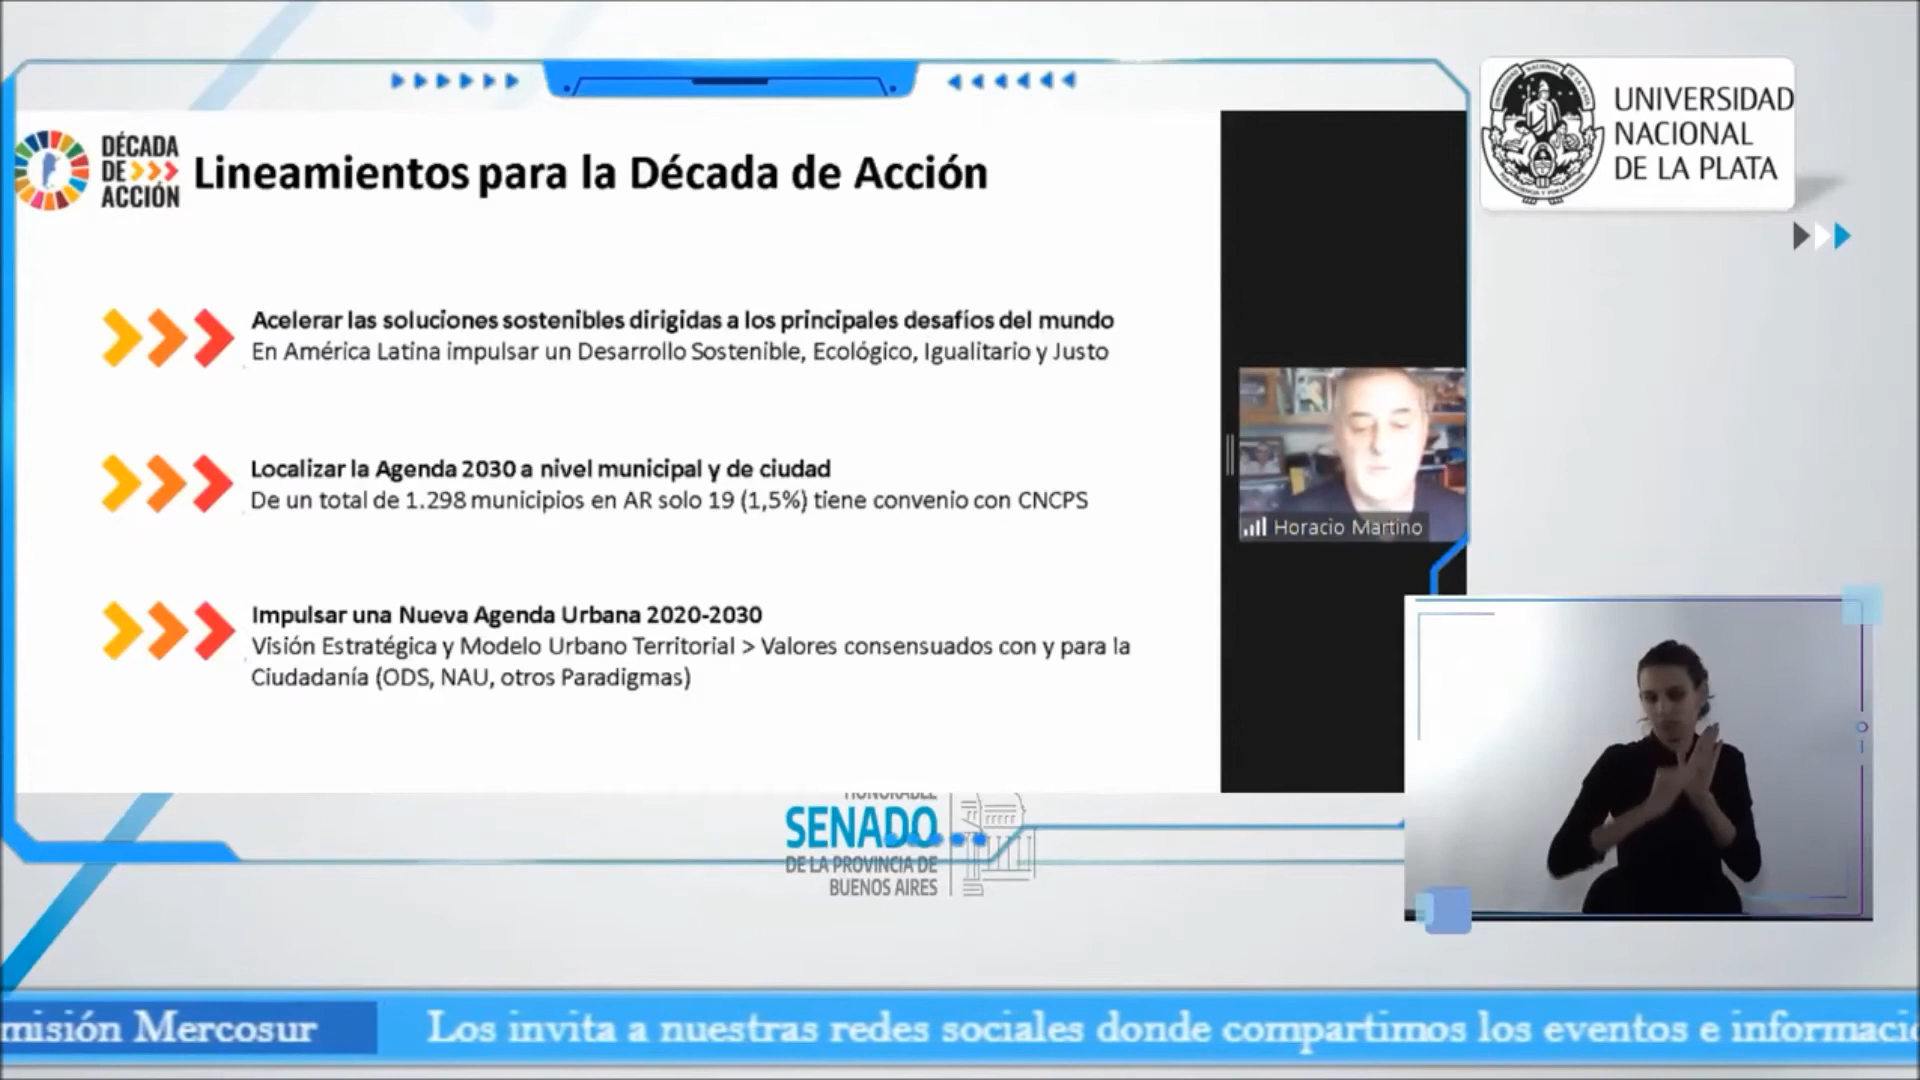 DÉCADA
DE
ACCIÓN
Lineamientos para la Década de Acción
Acelerar las soluciones sostenibles dirigidas a los principales desafíos del mundo
En América Latina impulsar un Desarrollo Sostenible, Ecológico, Igualitario y Justo
Localizar la Agenda 2030 a nivel municipal y de ciudad
De un total de 1.298 municipios en AR solo 19 (1,5%) tiene convenio con CNCPS
Impulsar una Nueva Agenda Urbana 2020-2030
Visión Estratégica y Modelo Urbano Territorial > Valores consensuados con y para la
Ciudadanía (ODS, NAU, otros Paradigmas)
Horacio Martino
UNIVERSIDAD
NACIONAL
DE LA PLATA
HONORABLE
SENADO
DE LA PROVINCIA DE
BUENOS AIRES
misión Mercosur
Los invita a nuestras redes sociales donde compartimos los eventos e informaci